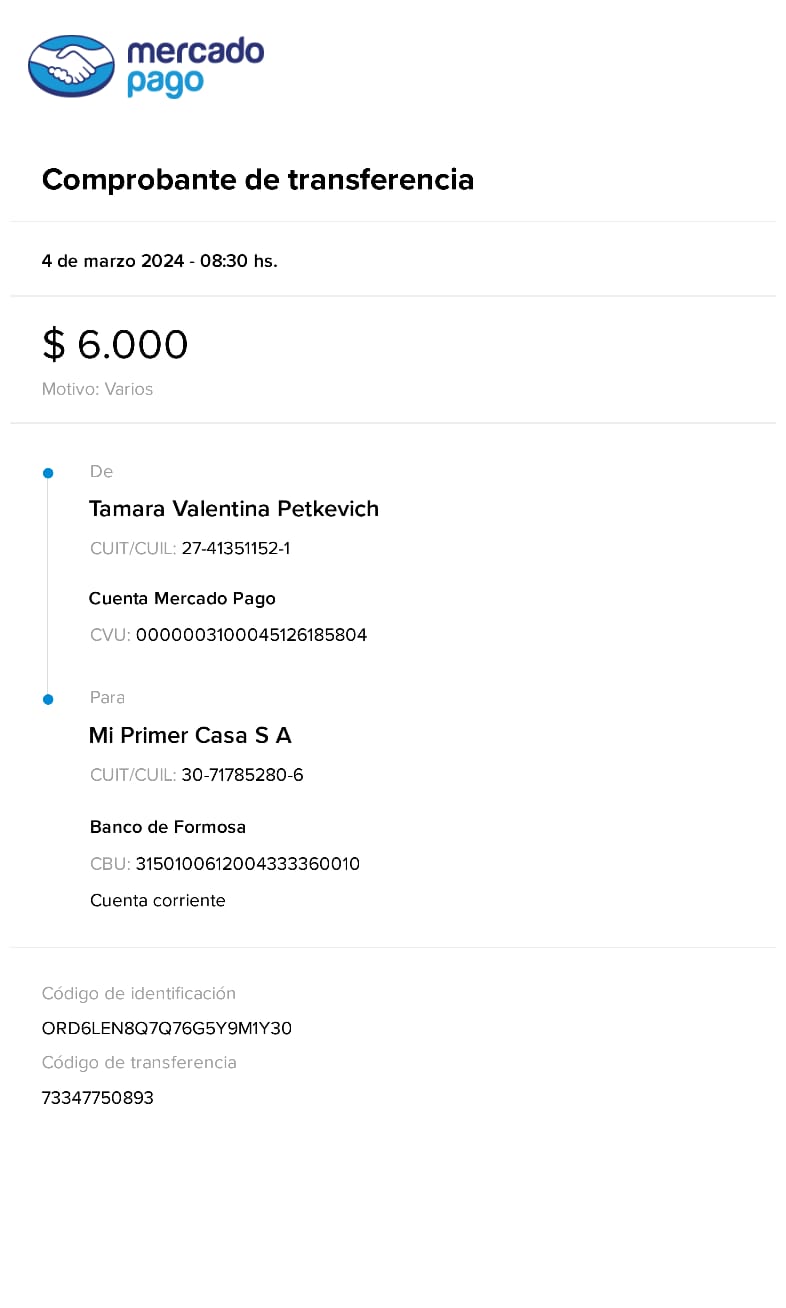 mercado
pago
Comprobante de transferencia
4 de marzo 2024 - 08:30 hs.
$ 6.000
Motivo: Varios
De
Tamara Valentina Petkevich
CUIT/CUIL: 27-41351152-1
Cuenta Mercado Pago
CVU: 0000003100045126185804
Para
Mi Primer Casa S A
CUIT/CUIL: 30-71785280-6
Banco de Formosa
CBU: 3150100612004333360010
Cuenta corriente
Código de identificación
ORD6LEN8Q7Q76G5Y9M1Y30
Código de transferencia
73347750893